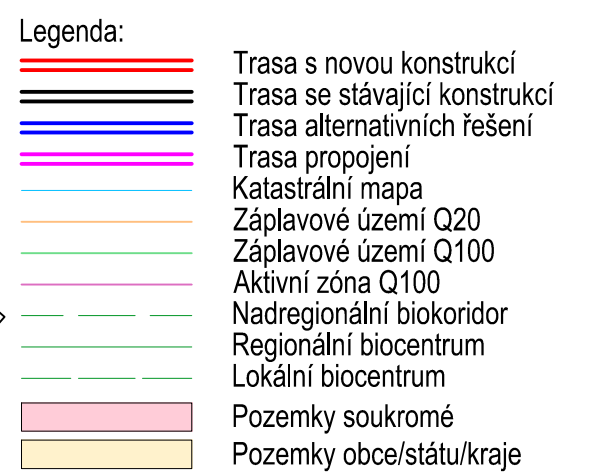 Legenda:
Trasa s novou konstrukcí
Trasa se stávající konstrukcí
Trasa alternativních řešení
Trasa propojení
Katastrální mapa
Záplavové území Q20
Záplavové území Q100
Aktivní zóna Q100
Nadregionální biokoridor
Regionální biocentrum
Lokální biocentrum
Pozemky soukromé
Pozemky obce/státu/kraje